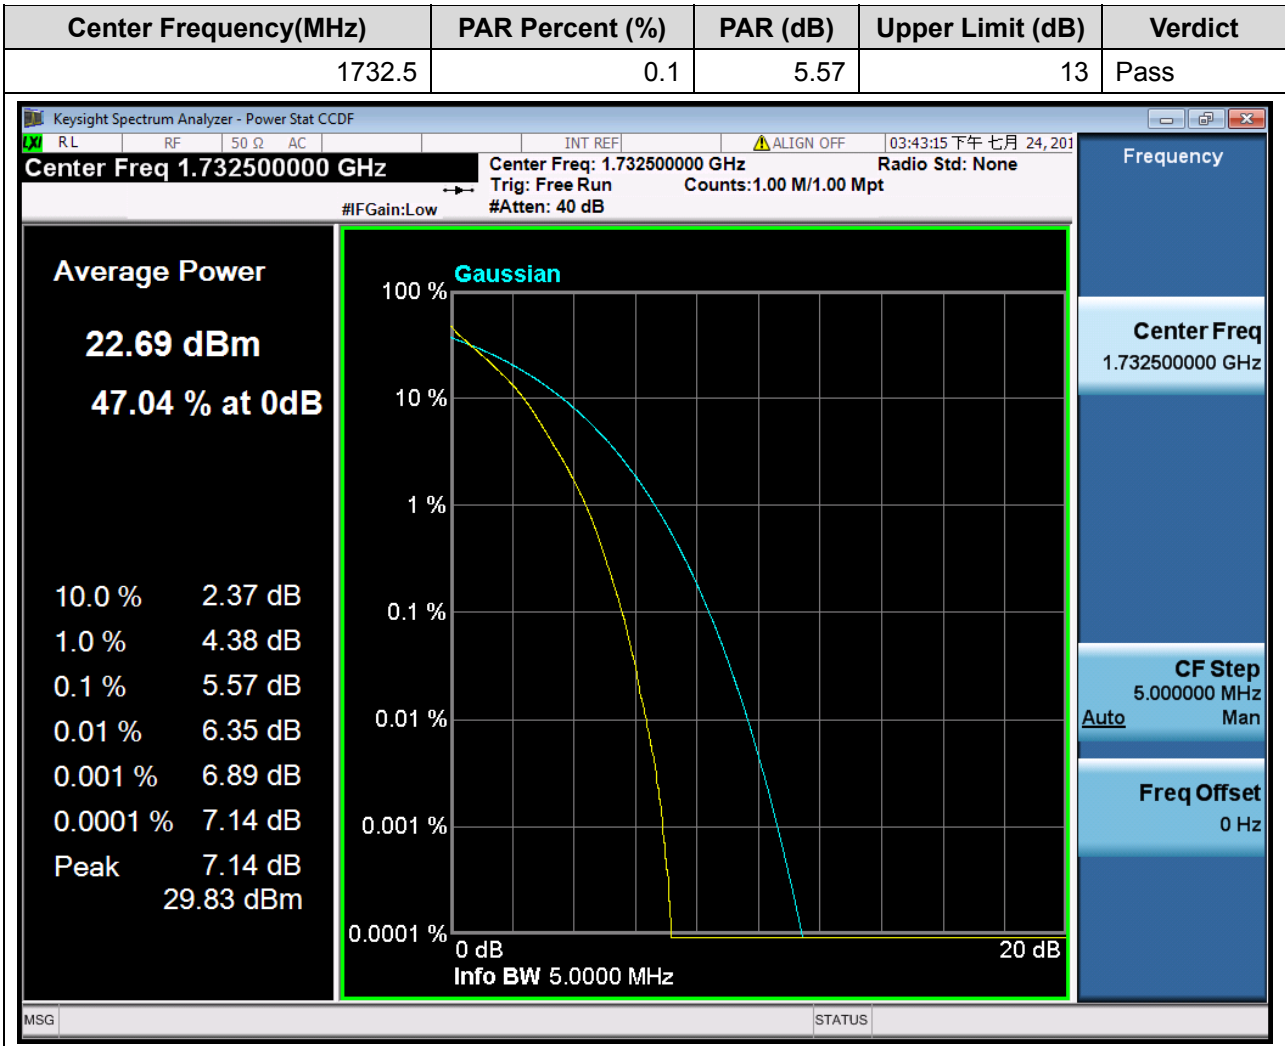 Center Frequency(MHz) PAR Percent (%) PAR (dB) Upper Limit (dB) Verdict
1732.5 0.1 5.57 13 Pass
Keysight Spectrum Analyzer - Power Stat CCDF
LXI RL RF 50 Ω AC INT REF ALIGN OFF 03:43:15 下午 七月 24, 201
Center Freq 1.732500000 GHz
Center Freq: 1.732500000 GHz Radio Std: None
Trig: Free Run Counts:1.00 M/1.00 Mpt
#IFGain:Low #Atten: 40 dB
Average Power
22.69 dBm
47.04 % at 0dB
10.0 % 2.37 dB
1.0 % 4.38 dB
0.1 % 5.57 dB
0.01 % 6.35 dB
0.001 % 6.89 dB
0.0001 % 7.14 dB
Peak 7.14 dB
29.83 dBm
Gaussian
100 %
10 %
1 %
0.1 %
0.01 %
0.001 %
0.0001 %
0 dB 20 dB
Info BW 5.0000 MHz
Frequency
Center Freq
1.732500000 GHz
CF Step
5.000000 MHz
Auto Man
Freq Offset
0 Hz
MSG STATUS